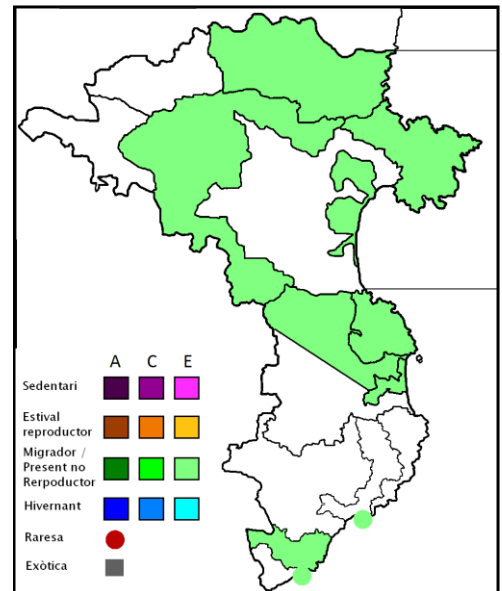 A C E
Sedentari
Estival
reproductor
Migrador /
Present no
Rerpoductor
Hivernant
Raresa
Exòtica